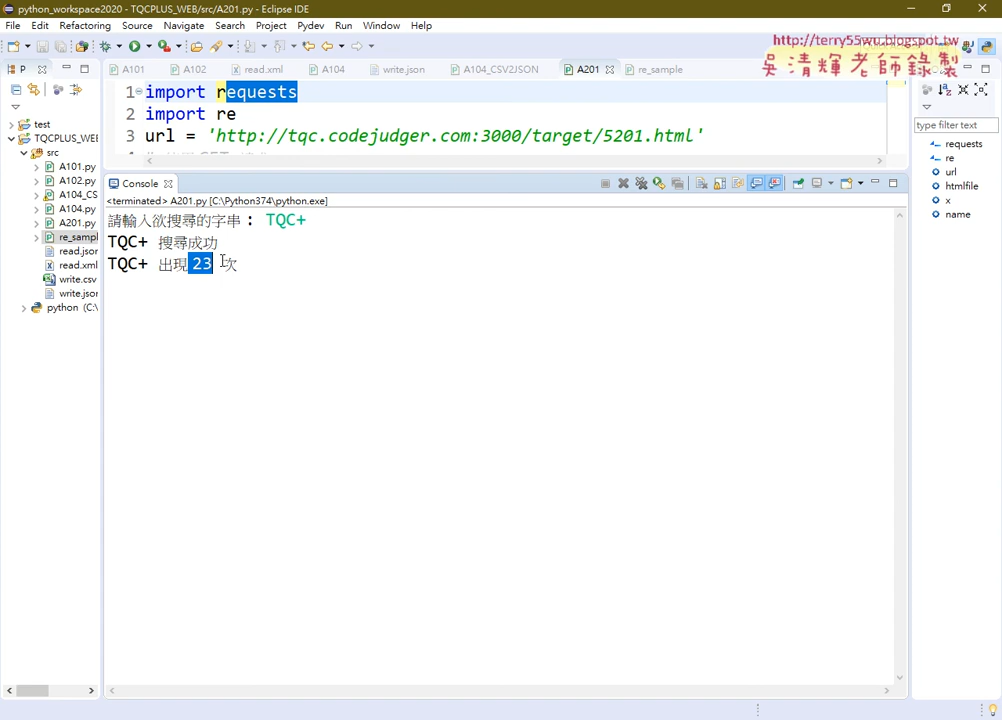 python_workspace2020 - TQCPLUS_WEB/src/A201.py - Eclipse IDE
File Edit Refactoring Source Navigate Search Project Pydev Run Window Help
http://terry55wu.blogspot.tw
吳清輝老師錄製
P
A101 A102 read.xml A104 write.json A104_CSV2JSON A201 re_sample
1 import requests
2 import re
3 url = 'http://tqc.codejudger.com:3000/target/5201.html'
test
TQCPLUS_WEB
src
A101.py
A102.py
A104_CS
A104.py
A201.py
re_sampl
read.json
read.xml
write.csv
write.jsor
python (C:\
Console
<terminated> A201.py [C:\Python374\python.exe]
請輸入欲搜尋的字串： TQC+
TQC+ 搜尋成功
TQC+ 出現 23 次
type filter text
requests
re
url
htmlfile
x
name